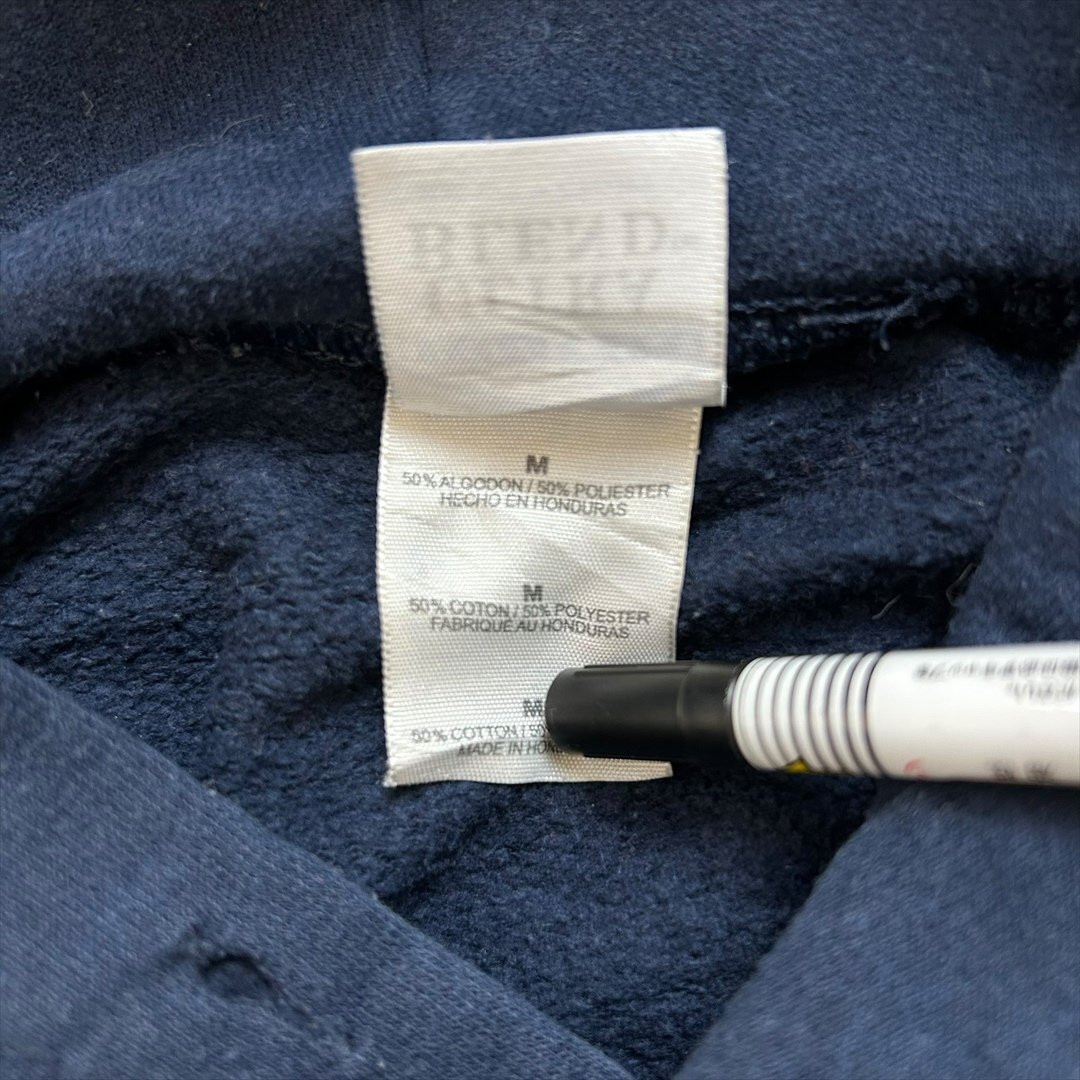 M
50% ALGODON / 50% POLIESTER
HECHO EN HONDURAS
M
50% COTON / 50% POLYESTER
FABRIQUÉ AU HONDURAS
M
50% COTTON / 50
MADE IN HON